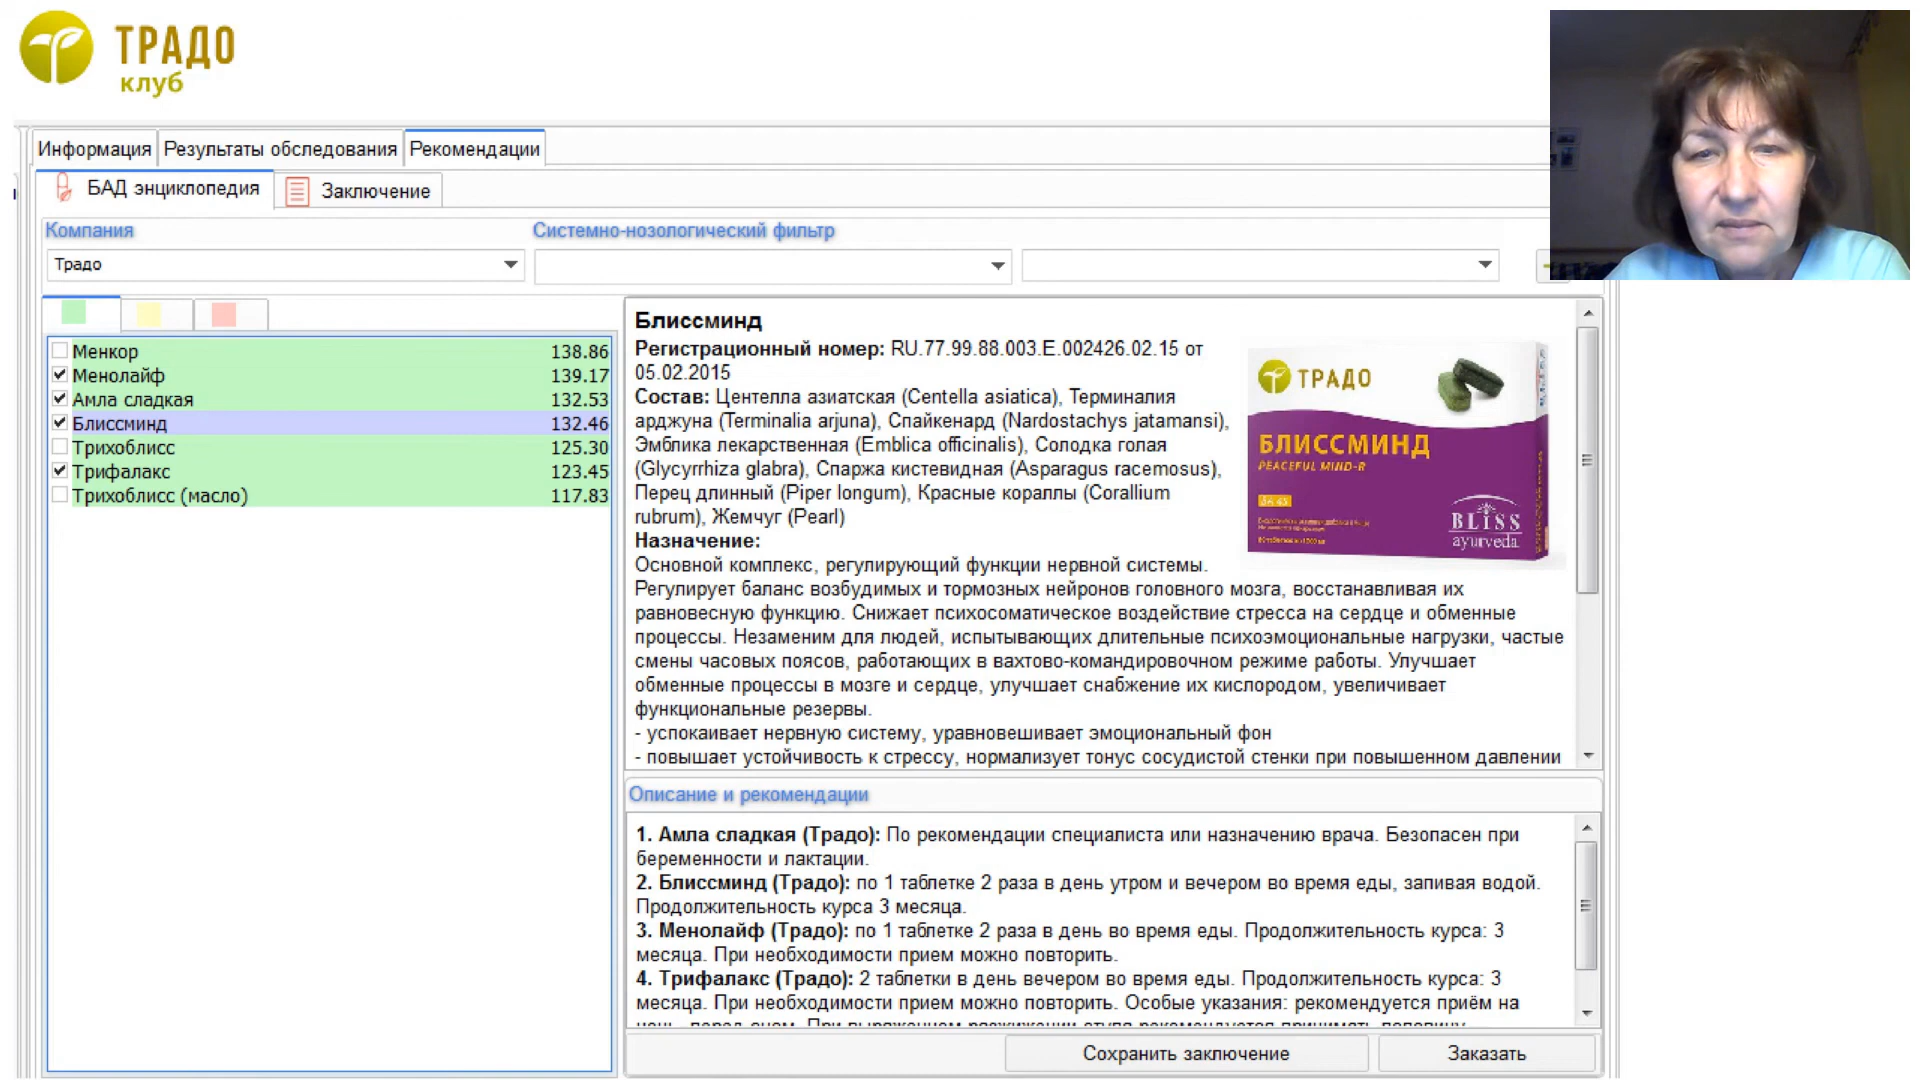 ТРАДО
клуб
Информация
Результаты обследования
Рекомендации
БАД энциклопедия
Заключение
Компания
Системно-нозологический фильтр
Традо
Менкор 138.86
Менолайф 139.17
Амла сладкая 132.53
Блиссминд 132.46
Трихоблисс 125.30
Трифалакс 123.45
Трихоблисс (масло) 117.83
Блиссминд
Регистрационный номер: RU.77.99.88.003.Е.002426.02.15 от
05.02.2015
Состав: Центелла азиатская (Centella asiatica), Терминалия
арджуна (Terminalia arjuna), Спайкенард (Nardostachys jatamansi),
Эмблика лекарственная (Emblica officinalis), Солодка голая
(Glycyrrhiza glabra), Спаржа кистевидная (Asparagus racemosus),
Перец длинный (Piper longum), Красные кораллы (Corallium
rubrum), Жемчуг (Pearl)
Назначение:
Основной комплекс, регулирующий функции нервной системы.
Регулирует баланс возбудимых и тормозных нейронов головного мозга, восстанавливая их
равновесную функцию. Снижает психосоматическое воздействие стресса на сердце и обменные
процессы. Незаменим для людей, испытывающих длительные психоэмоциональные нагрузки, частые
смены часовых поясов, работающих в вахтово-командировочном режиме работы. Улучшает
обменные процессы в мозге и сердце, улучшает снабжение их кислородом, увеличивает
функциональные резервы.
- успокаивает нервную систему, уравновешивает эмоциональный фон
- повышает устойчивость к стрессу, нормализует тонус сосудистой стенки при повышенном давлении
ТРАДО
БЛИССМИНД
PEACEFUL MIND-R
BLISS
ayurveda
Описание и рекомендации
1. Амла сладкая (Традо): По рекомендации специалиста или назначению врача. Безопасен при
беременности и лактации.
2. Блиссминд (Традо): по 1 таблетке 2 раза в день утром и вечером во время еды, запивая водой.
Продолжительность курса 3 месяца.
3. Менолайф (Традо): по 1 таблетке 2 раза в день во время еды. Продолжительность курса: 3
месяца. При необходимости прием можно повторить.
4. Трифалакс (Традо): 2 таблетки в день вечером во время еды. Продолжительность курса: 3
месяца. При необходимости прием можно повторить. Особые указания: рекомендуется приём на
Сохранить заключение
Заказать